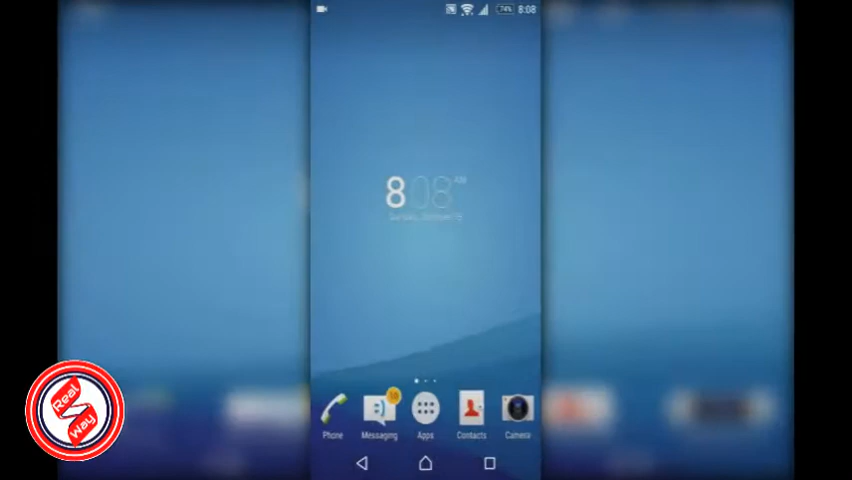 74%
8:08
8 08 AM
Phone
Messaging
Apps
Contacts
Camera
Real
Way